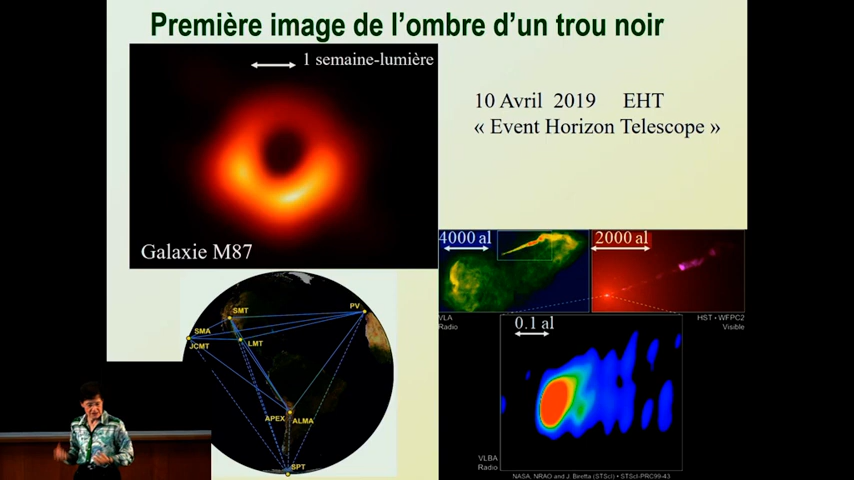 Première image de l'ombre d'un trou noir
1 semaine-lumière
10 Avril 2019 EHT
« Event Horizon Telescope »
Galaxie M87
4000 al
2000 al
VLA
Radio
HST • WFPC2
Visible
0.1 al
SMT
PV
SMA
JCMT
LMT
APEX
ALMA
SPT
VLBA
Radio
NASA, NRAO and J. Biretta (STScI) • STScI-PRC99-43